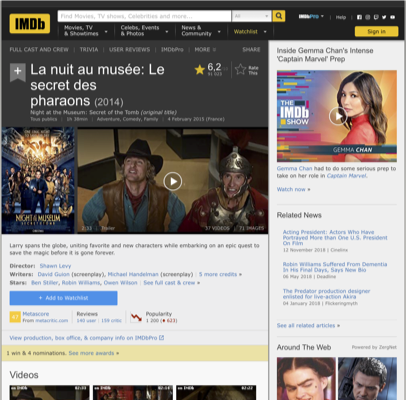 IMDb
Find Movies, TV shows, Celebrities and more...
All
Movies, TV
& Showtimes
Celebs, Events
& Photos
News &
Community
Watchlist
IMDbPro
Help
Sign in
FULL CAST AND CREW | TRIVIA | USER REVIEWS | IMDbPro | MORE
SHARE
La nuit au musée: Le
secret des
pharaons (2014)
6,2
Rate
This
Night at the Museum: Secret of the Tomb (original title)
Tous publics | 1h 38min | Adventure, Comedy, Family | 4 February 2015 (France)
NIGHT MUSEUM
Trailer
37 VIDEOS
71 IMAGES
Larry spans the globe, uniting favorite and new characters while embarking on an epic quest to
save the magic before it is gone forever.
Director: Shawn Levy
Writers: David Guion (screenplay), Michael Handelman (screenplay) | 5 more credits »
Stars: Ben Stiller, Robin Williams, Owen Wilson | See full cast & crew »
+ Add to Watchlist
47
Metascore
From metacritic.com
Reviews
140 user | 159 critic
Popularity
1 200
View production, box office, & company info on IMDbPro
1 win & 4 nominations. See more awards »
Videos
IMDb
IMDb
IMDb
Inside Gemma Chan's Intense
'Captain Marvel' Prep
THE
IMDb
SHOW
GEMMA CHAN
Gemma Chan had to do some serious prep
to take on her role in Captain Marvel.
Watch now »
Related News
Acting President: Actors Who Have
Portrayed More than One U.S. President
On Film
12 November 2018 | Cinelinx
Robin Williams Suffered From Dementia
In His Final Days, Says New Bio
06 May 2018 | Deadline
The Predator production designer
enlisted for live-action Akira
04 January 2018 | Flickeringmyth
See all related articles »
Around The Web
Powered by ZergNet